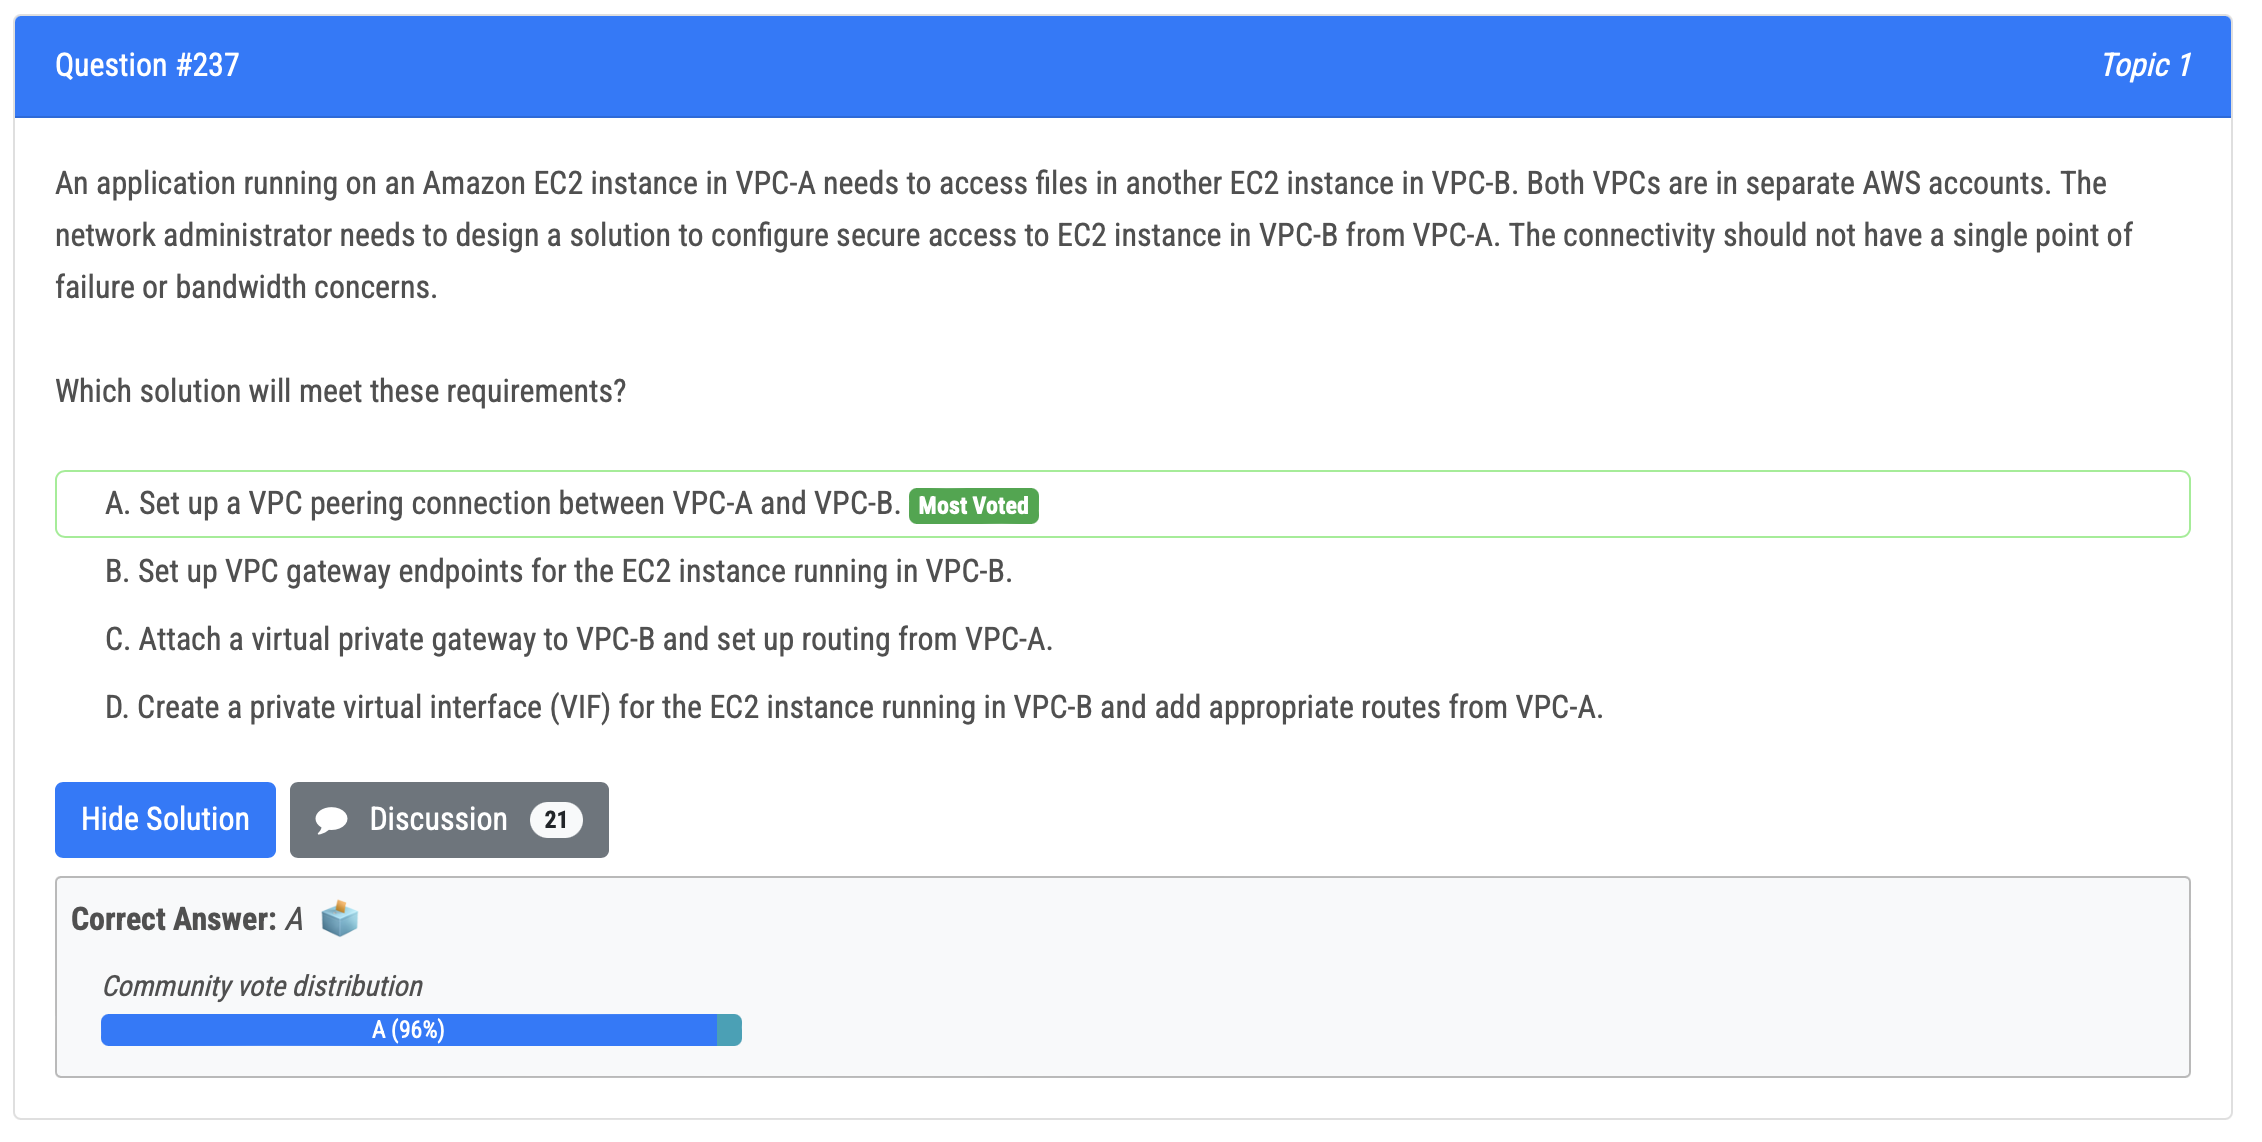 Question #237
Topic 1
An application running on an Amazon EC2 instance in VPC-A needs to access files in another EC2 instance in VPC-B. Both VPCs are in separate AWS accounts. The
network administrator needs to design a solution to configure secure access to EC2 instance in VPC-B from VPC-A. The connectivity should not have a single point of
failure or bandwidth concerns.
Which solution will meet these requirements?
A. Set up a VPC peering connection between VPC-A and VPC-B. Most Voted
B. Set up VPC gateway endpoints for the EC2 instance running in VPC-B.
C. Attach a virtual private gateway to VPC-B and set up routing from VPC-A.
D. Create a private virtual interface (VIF) for the EC2 instance running in VPC-B and add appropriate routes from VPC-A.
Hide Solution
Discussion 21
Correct Answer: A
Community vote distribution
A (96%)